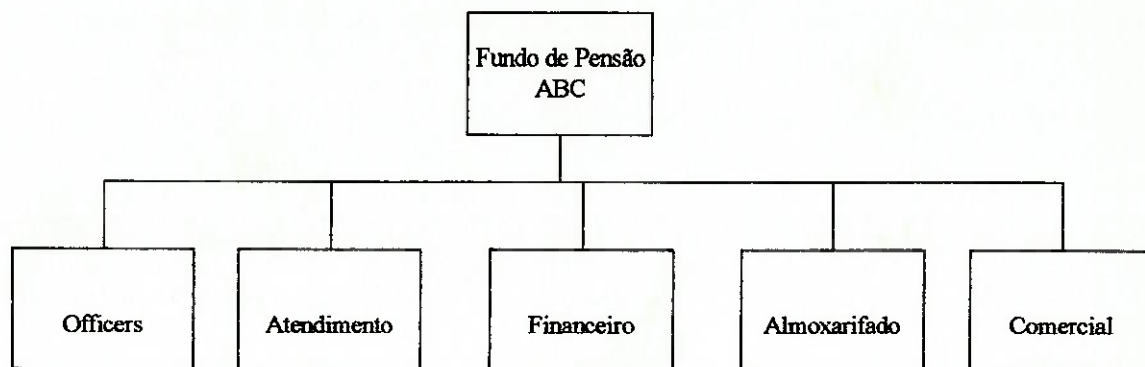 Fundo de Pensão
ABC
Officers
Atendimento
Financeiro
Almoxarifado
Comercial